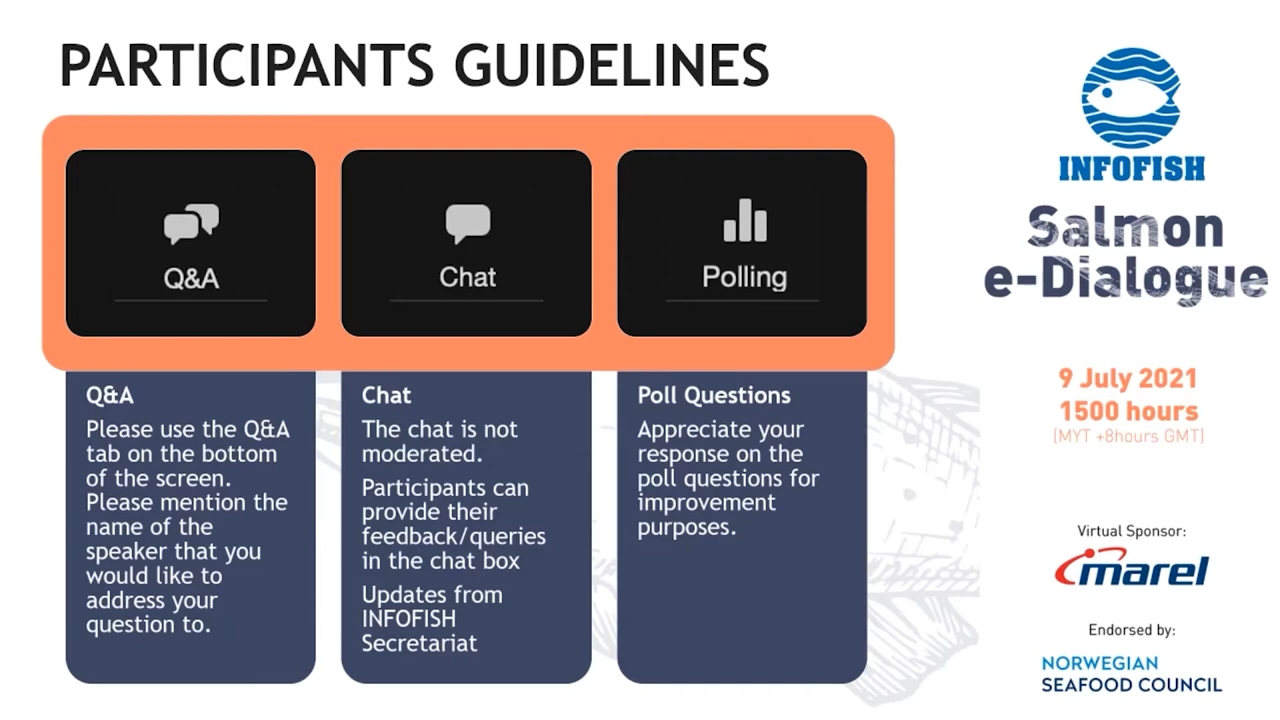 PARTICIPANTS GUIDELINES
Q&A
Chat
Polling
Q&A
Please use the Q&A
tab on the bottom
of the screen.
Please mention the
name of the
speaker that you
would like to
address your
question to.
Chat
The chat is not
moderated.
Participants can
provide their
feedback/queries
in the chat box
Updates from
INFOFISH
Secretariat
Poll Questions
Appreciate your
response on the
poll questions for
improvement
purposes.
INFOFISH
Salmon
e-Dialogue
9 July 2021
1500 hours
(MYT +8hours GMT)
Virtual Sponsor:
marel
Endorsed by:
NORWEGIAN
SEAFOOD COUNCIL